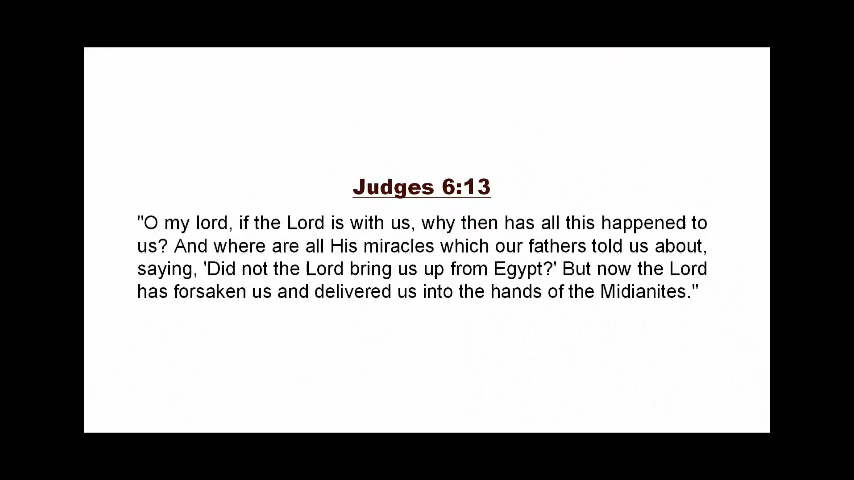 Judges 6:13
"O my lord, if the Lord is with us, why then has all this happened to
us? And where are all His miracles which our fathers told us about,
saying, 'Did not the Lord bring us up from Egypt?' But now the Lord
has forsaken us and delivered us into the hands of the Midianites."